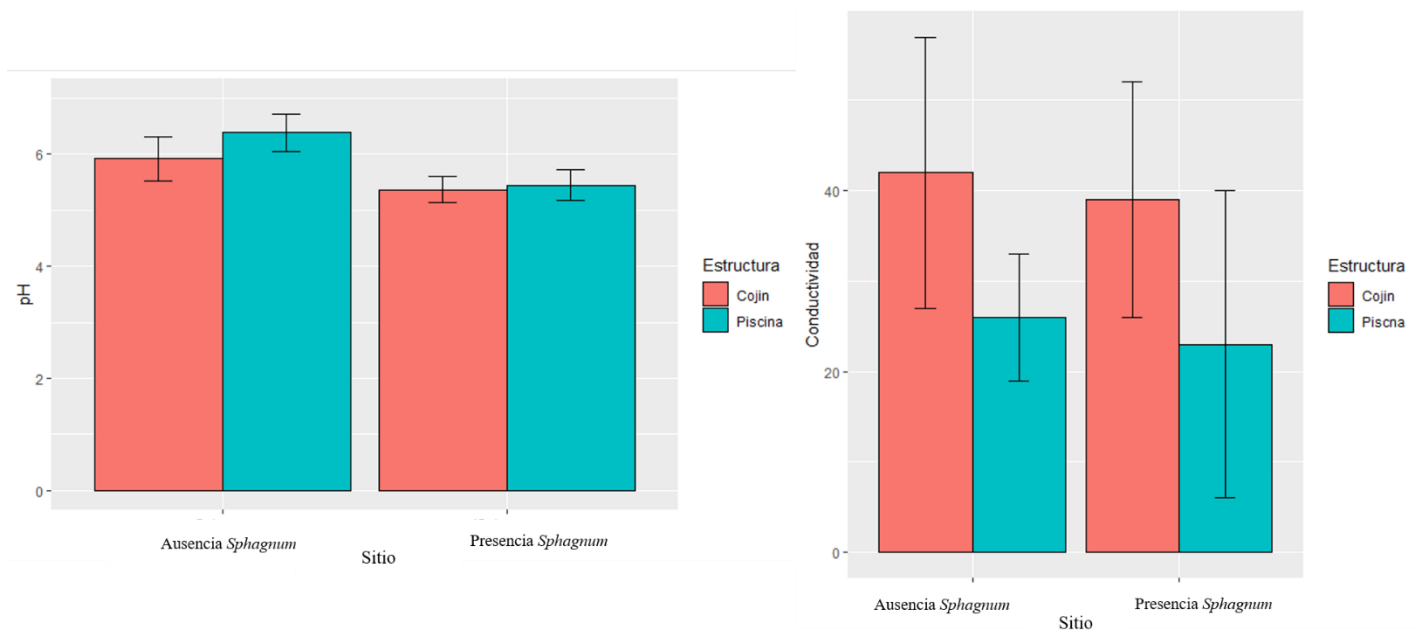 pH
6
4
2
0
Ausencia Sphagnum
Presencia Sphagnum
Sitio
Estructura
Cojin
Piscina
Conductividad
40
20
0
Ausencia Sphagnum
Presencia Sphagnum
Sitio
Estructura
Cojin
Piscna